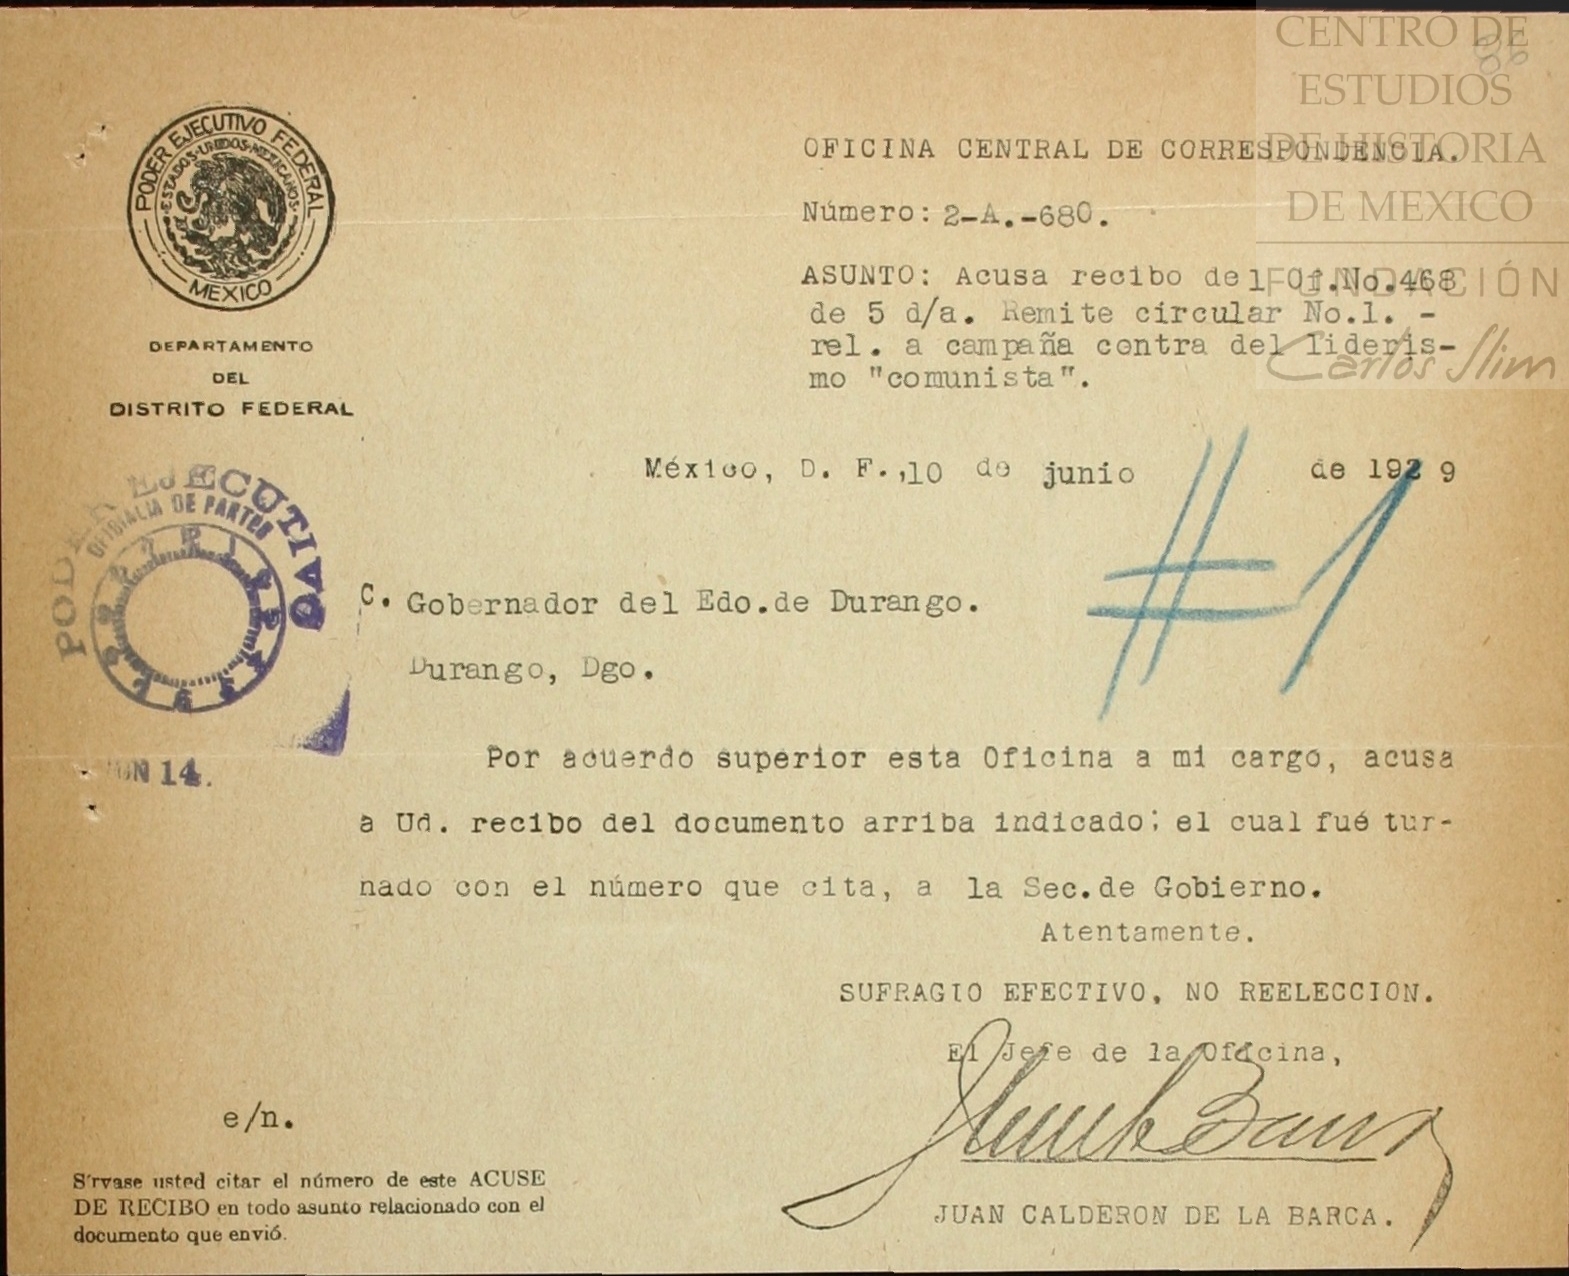 CENTRO DE
ESTUDIOS
DE HISTORIA
DE MEXICO
FUNDACIÓN
Carlos Slim
86
PODER EJECUTIVO FEDERAL
ESTADOS UNIDOS MEXICANOS
MEXICO
DEPARTAMENTO
DEL
DISTRITO FEDERAL
OFICINA CENTRAL DE CORRESPONDENCIA.
Número: 2-A.-680.
ASUNTO: Acusa recibo del Of.No.468
de 5 d/a. Remite circular No.1. -
rel. a campaña contra del liderís-
mo "comunista".
México, D. F., 10 de junio de 1929
#1
PODER EJECUTIVO
OFICIALIA DE PARTES
JUN 14.
C. Gobernador del Edo.de Durango.
Durango, Dgo.
Por acuerdo superior esta Oficina a mi cargo, acusa
a Ud. recibo del documento arriba indicado; el cual fué tur-
nado con el número que cita, a la Sec.de Gobierno.
Atentamente.
SUFRAGIO EFECTIVO, NO REELECCION.
El Jefe de la Oficina,
JUAN CALDERON DE LA BARCA.
e/n.
S'rvase usted citar el número de este ACUSE
DE RECIBO en todo asunto relacionado con el
documento que envió.